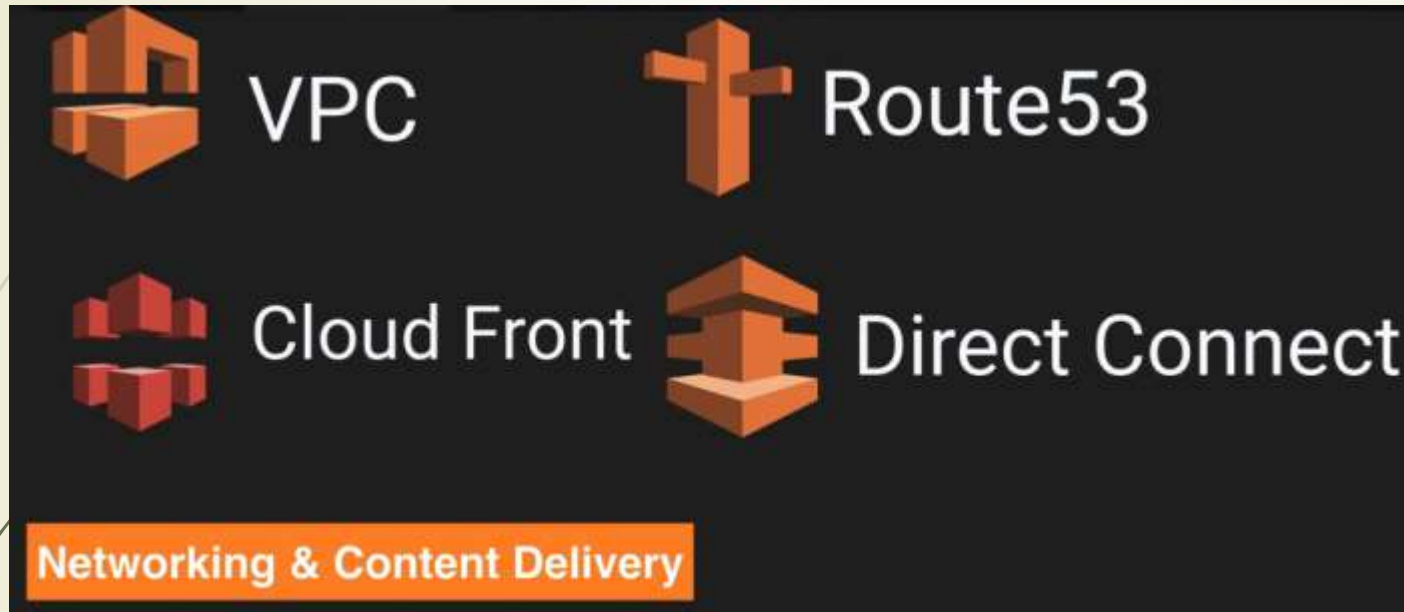 VPC
Route53
Cloud Front
Direct Connect
Networking & Content Delivery